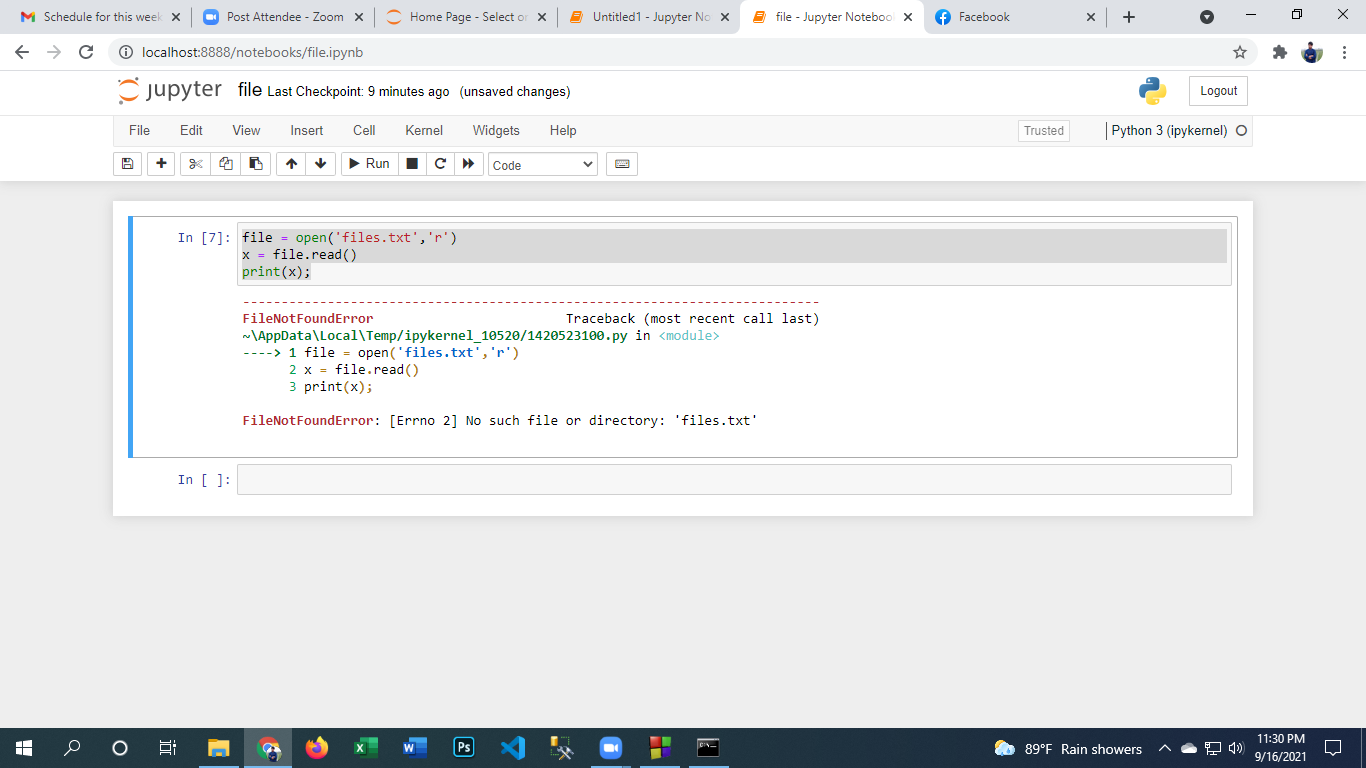 Schedule for this week
Post Attendee - Zoom
Home Page - Select or
Untitled1 - Jupyter No
file - Jupyter Noteboo
Facebook
localhost:8888/notebooks/file.ipynb
jupyter file Last Checkpoint: 9 minutes ago (unsaved changes)
Logout
File Edit View Insert Cell Kernel Widgets Help
Trusted
Python 3 (ipykernel)
Run
Code
In [7]:
file = open('files.txt','r')
x = file.read()
print(x);
---------------------------------------------------------------------------
FileNotFoundError Traceback (most recent call last)
~\AppData\Local\Temp/ipykernel_10520/1420523100.py in <module>
----> 1 file = open('files.txt','r')
2 x = file.read()
3 print(x);
FileNotFoundError: [Errno 2] No such file or directory: 'files.txt'
In [ ]:
Ps
89°F Rain showers
11:30 PM
9/16/2021